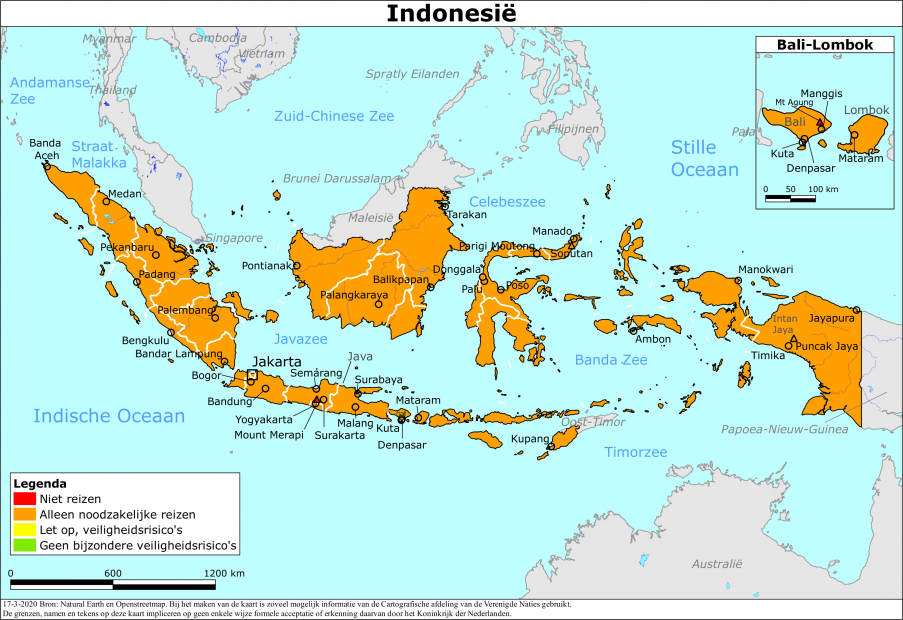 Indonesië
Myanmar
Cambodia
Vietnam
Thailand
Andamanse
Zee
Spratly Eilanden
Zuid-Chinese Zee
Filipijnen
Stille
Oceaan
Pala
Banda
Aceh
Straat
Malakka
Medan
Brunei Darussalam
Maleisië
Celebeszee
Tarakan
Singapore
Pekanbaru
Padang
Palembang
Bengkulu
Bandar Lampung
Pontianak
Palangkaraya
Balikpapan
Parigi Moutong
Manado
Soputan
Donggala
Palu
Poso
Manokwari
Jayapura
Intan
Jaya
Puncak Jaya
Timika
Ambon
Banda Zee
Javazee
Jakarta
Java
Bogor
Semarang
Surabaya
Bandung
Yogyakarta
Mount Merapi
Surakarta
Malang
Kuta
Mataram
Denpasar
Kupang
Oost-Timor
Timorzee
Papoea-Nieuw-Guinea
Indische Oceaan
Australië
Bali-Lombok
Manggis
Mt Agung
Bali
Lombok
Kuta
Denpasar
Mataram
0 50 100 km
Legenda
Niet reizen
Alleen noodzakelijke reizen
Let op, veiligheidsrisico's
Geen bijzondere veiligheidsrisico's
0 600 1200 km
17-3-2020 Bron: Natural Earth en Openstreetmap. Bij het maken van de kaart is zoveel mogelijk informatie van de Cartografische afdeling van de Verenigde Naties gebruikt.
De grenzen, namen en tekens op deze kaart impliceren op geen enkele wijze formele acceptatie of erkenning daarvan door het Koninkrijk der Nederlanden.